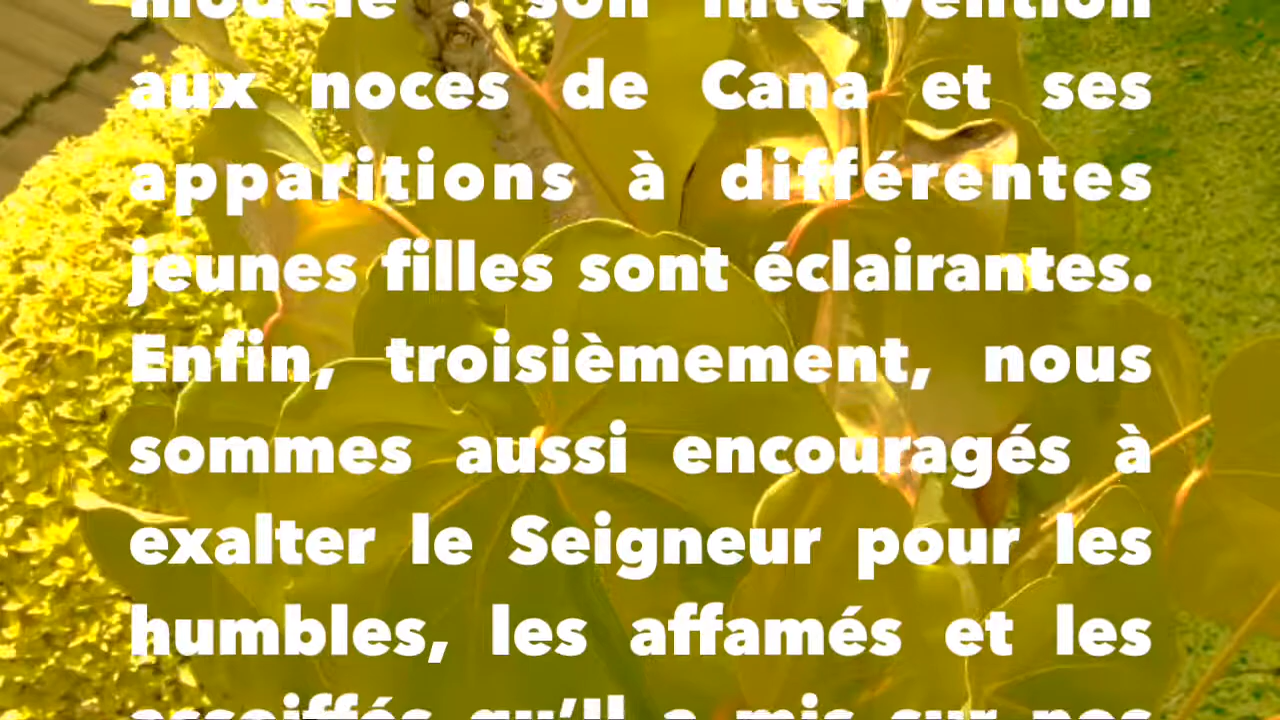 modèle : son intervention
aux noces de Cana et ses
apparitions à différentes
jeunes filles sont éclairantes.
Enfin, troisièmement, nous
sommes aussi encouragés à
exalter le Seigneur pour les
humbles, les affamés et les
assoiffés qu’Il a mis sur nos